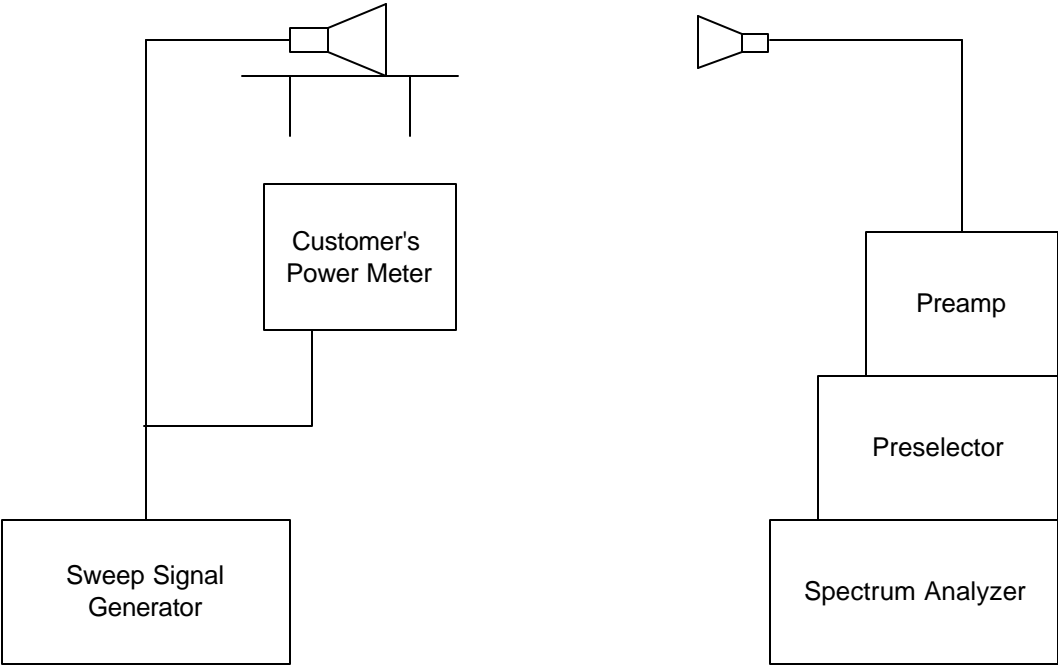 Customer's
Power Meter
Preamp
Preselector
Sweep Signal
Generator
Spectrum Analyzer